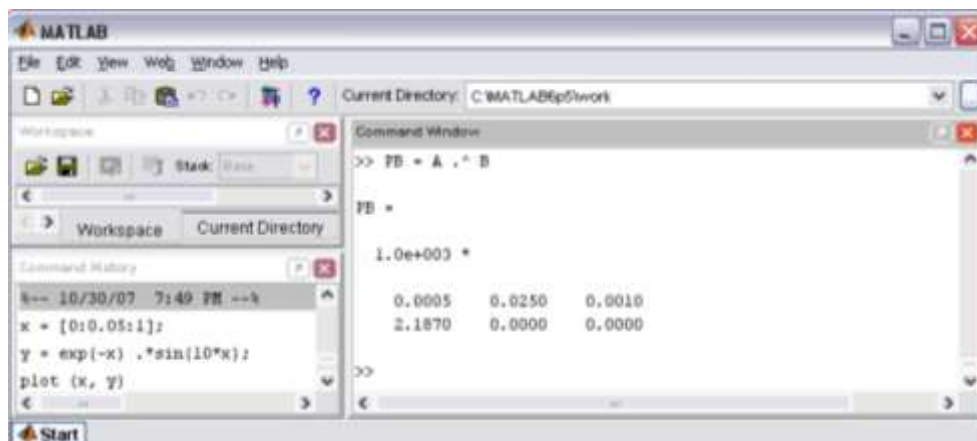 MATLAB
File Edit View Web Window Help
Current Directory: C:\MATLAB6p5\work
Workspace
Stack: Base
Workspace Current Directory
Command History
%-- 10/30/07 7:49 PM --%
x = [0:0.05:1];
y = exp(-x) .*sin(10*x);
plot (x, y)
Command Window
>> PB = A .^ B
PB =
1.0e+003 *
0.0005 0.0250 0.0010
2.1870 0.0000 0.0000
>>
Start